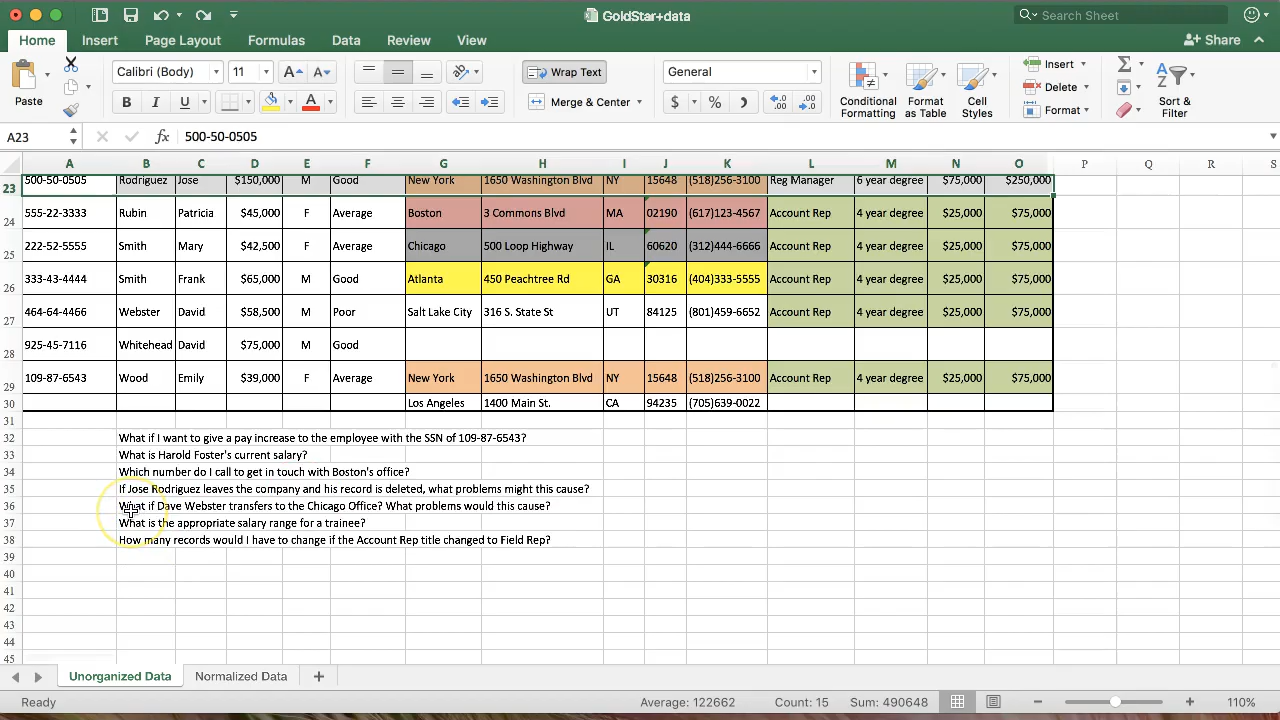 GoldStar+data
Search Sheet
Home Insert Page Layout Formulas Data Review View Share
Paste
Calibri (Body) 11 A A
B I U A
Wrap Text
Merge & Center
General
$ % )
Conditional Formatting
Format as Table
Cell Styles
Insert
Delete
Format
Sort & Filter
A23 fx 500-50-0505
A B C D E F G H I J K L M N O P Q R S
23 500-50-0505 Rodriguez Jose $150,000 M Good New York 1650 Washington Blvd NY 15648 (518)256-3100 Reg Manager 6 year degree $75,000 $250,000
24 555-22-3333 Rubin Patricia $45,000 F Average Boston 3 Commons Blvd MA 02190 (617)123-4567 Account Rep 4 year degree $25,000 $75,000
25 222-52-5555 Smith Mary $42,500 F Average Chicago 500 Loop Highway IL 60620 (312)444-6666 Account Rep 4 year degree $25,000 $75,000
26 333-43-4444 Smith Frank $65,000 M Good Atlanta 450 Peachtree Rd GA 30316 (404)333-5555 Account Rep 4 year degree $25,000 $75,000
27 464-64-4466 Webster David $58,500 M Poor Salt Lake City 316 S. State St UT 84125 (801)459-6652 Account Rep 4 year degree $25,000 $75,000
28 925-45-7116 Whitehead David $75,000 M Good
29 109-87-6543 Wood Emily $39,000 F Average New York 1650 Washington Blvd NY 15648 (518)256-3100 Account Rep 4 year degree $25,000 $75,000
30 Los Angeles 1400 Main St. CA 94235 (705)639-0022
31
32 What if I want to give a pay increase to the employee with the SSN of 109-87-6543?
33 What is Harold Foster's current salary?
34 Which number do I call to get in touch with Boston's office?
35 If Jose Rodriguez leaves the company and his record is deleted, what problems might this cause?
36 What if Dave Webster transfers to the Chicago Office? What problems would this cause?
37 What is the appropriate salary range for a trainee?
38 How many records would I have to change if the Account Rep title changed to Field Rep?
39
40
41
42
43
44
45
Unorganized Data Normalized Data +
Ready Average: 122662 Count: 15 Sum: 490648 110%